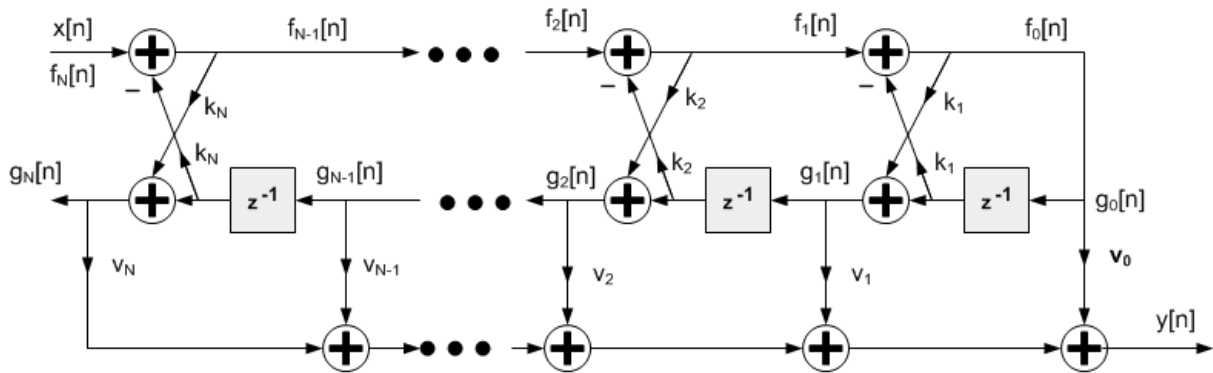 x[n] f_{N-1}[n] f_2[n] f_1[n] f_0[n]
f_N[n]
− − −
k_N k_2 k_1
k_N k_2 k_1
g_N[n] z^{-1} g_{N-1}[n] g_2[n] z^{-1} g_1[n] z^{-1} g_0[n]
v_N v_{N-1} v_2 v_1 v_0
y[n]